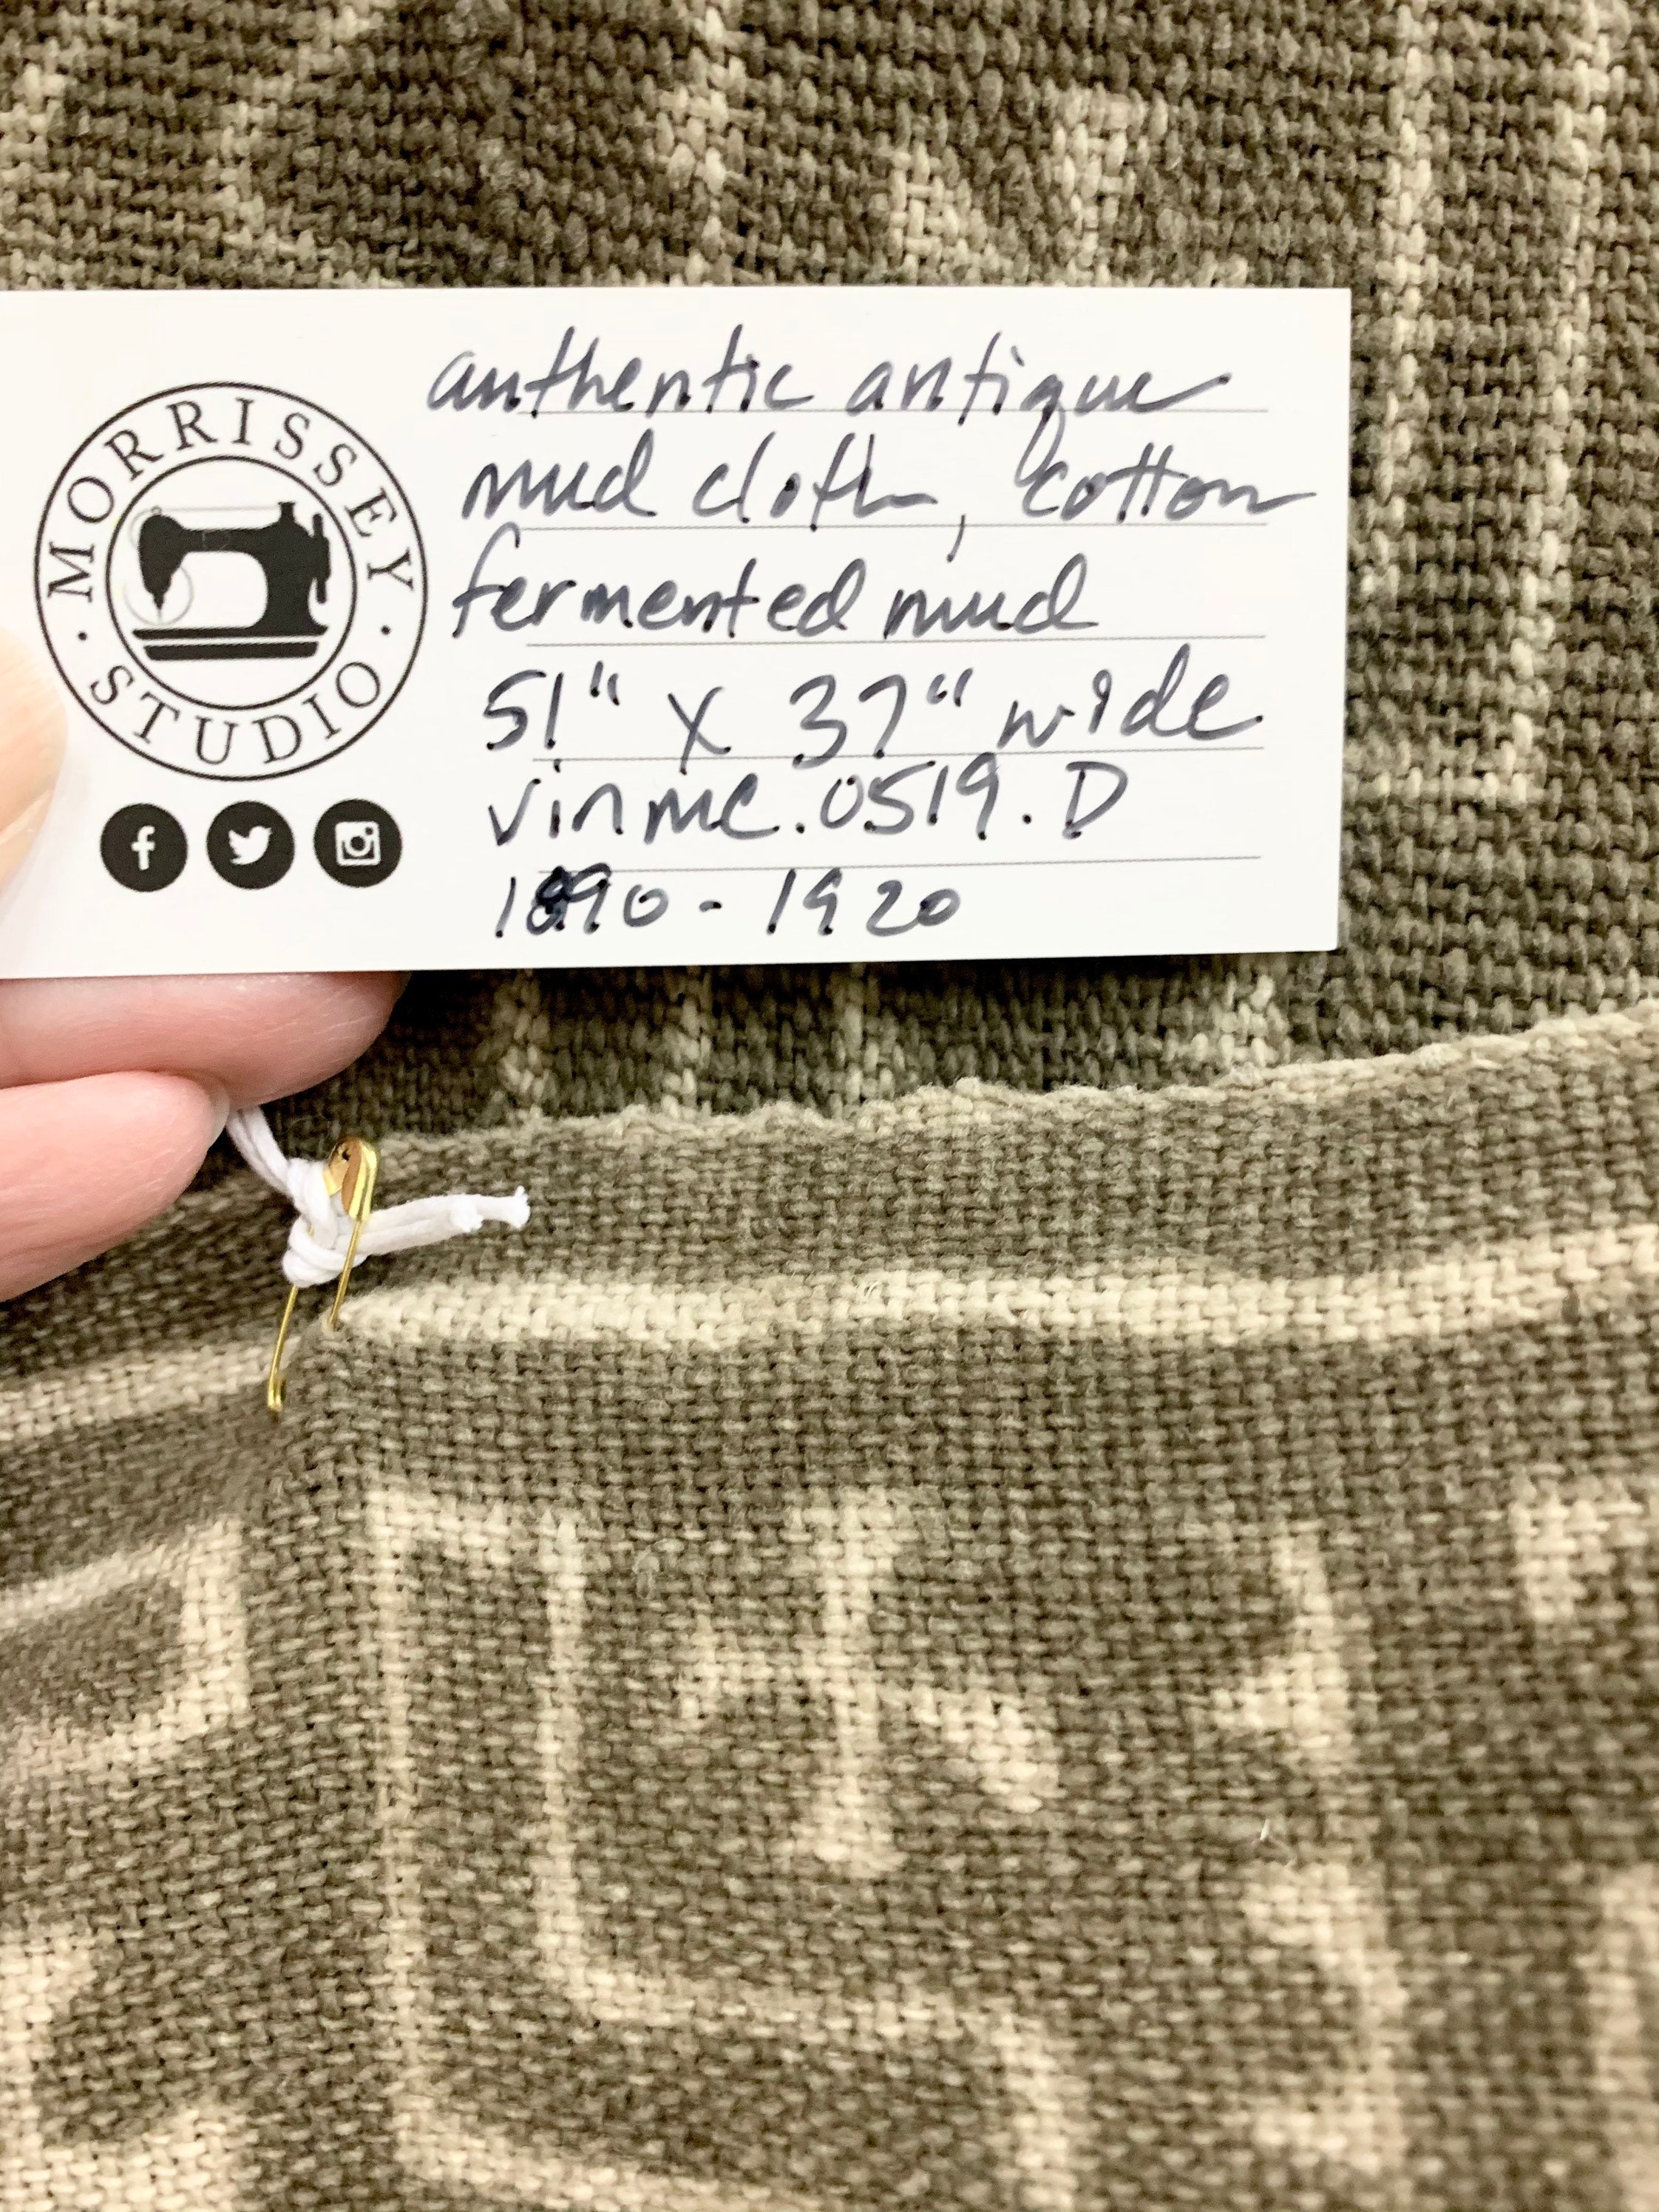 MORRISSEY
· STUDIO ·
authentic antique
mud cloth, cotton
fermented mud
51" x 37" wide
vinmc.0519.D
1890 - 1920